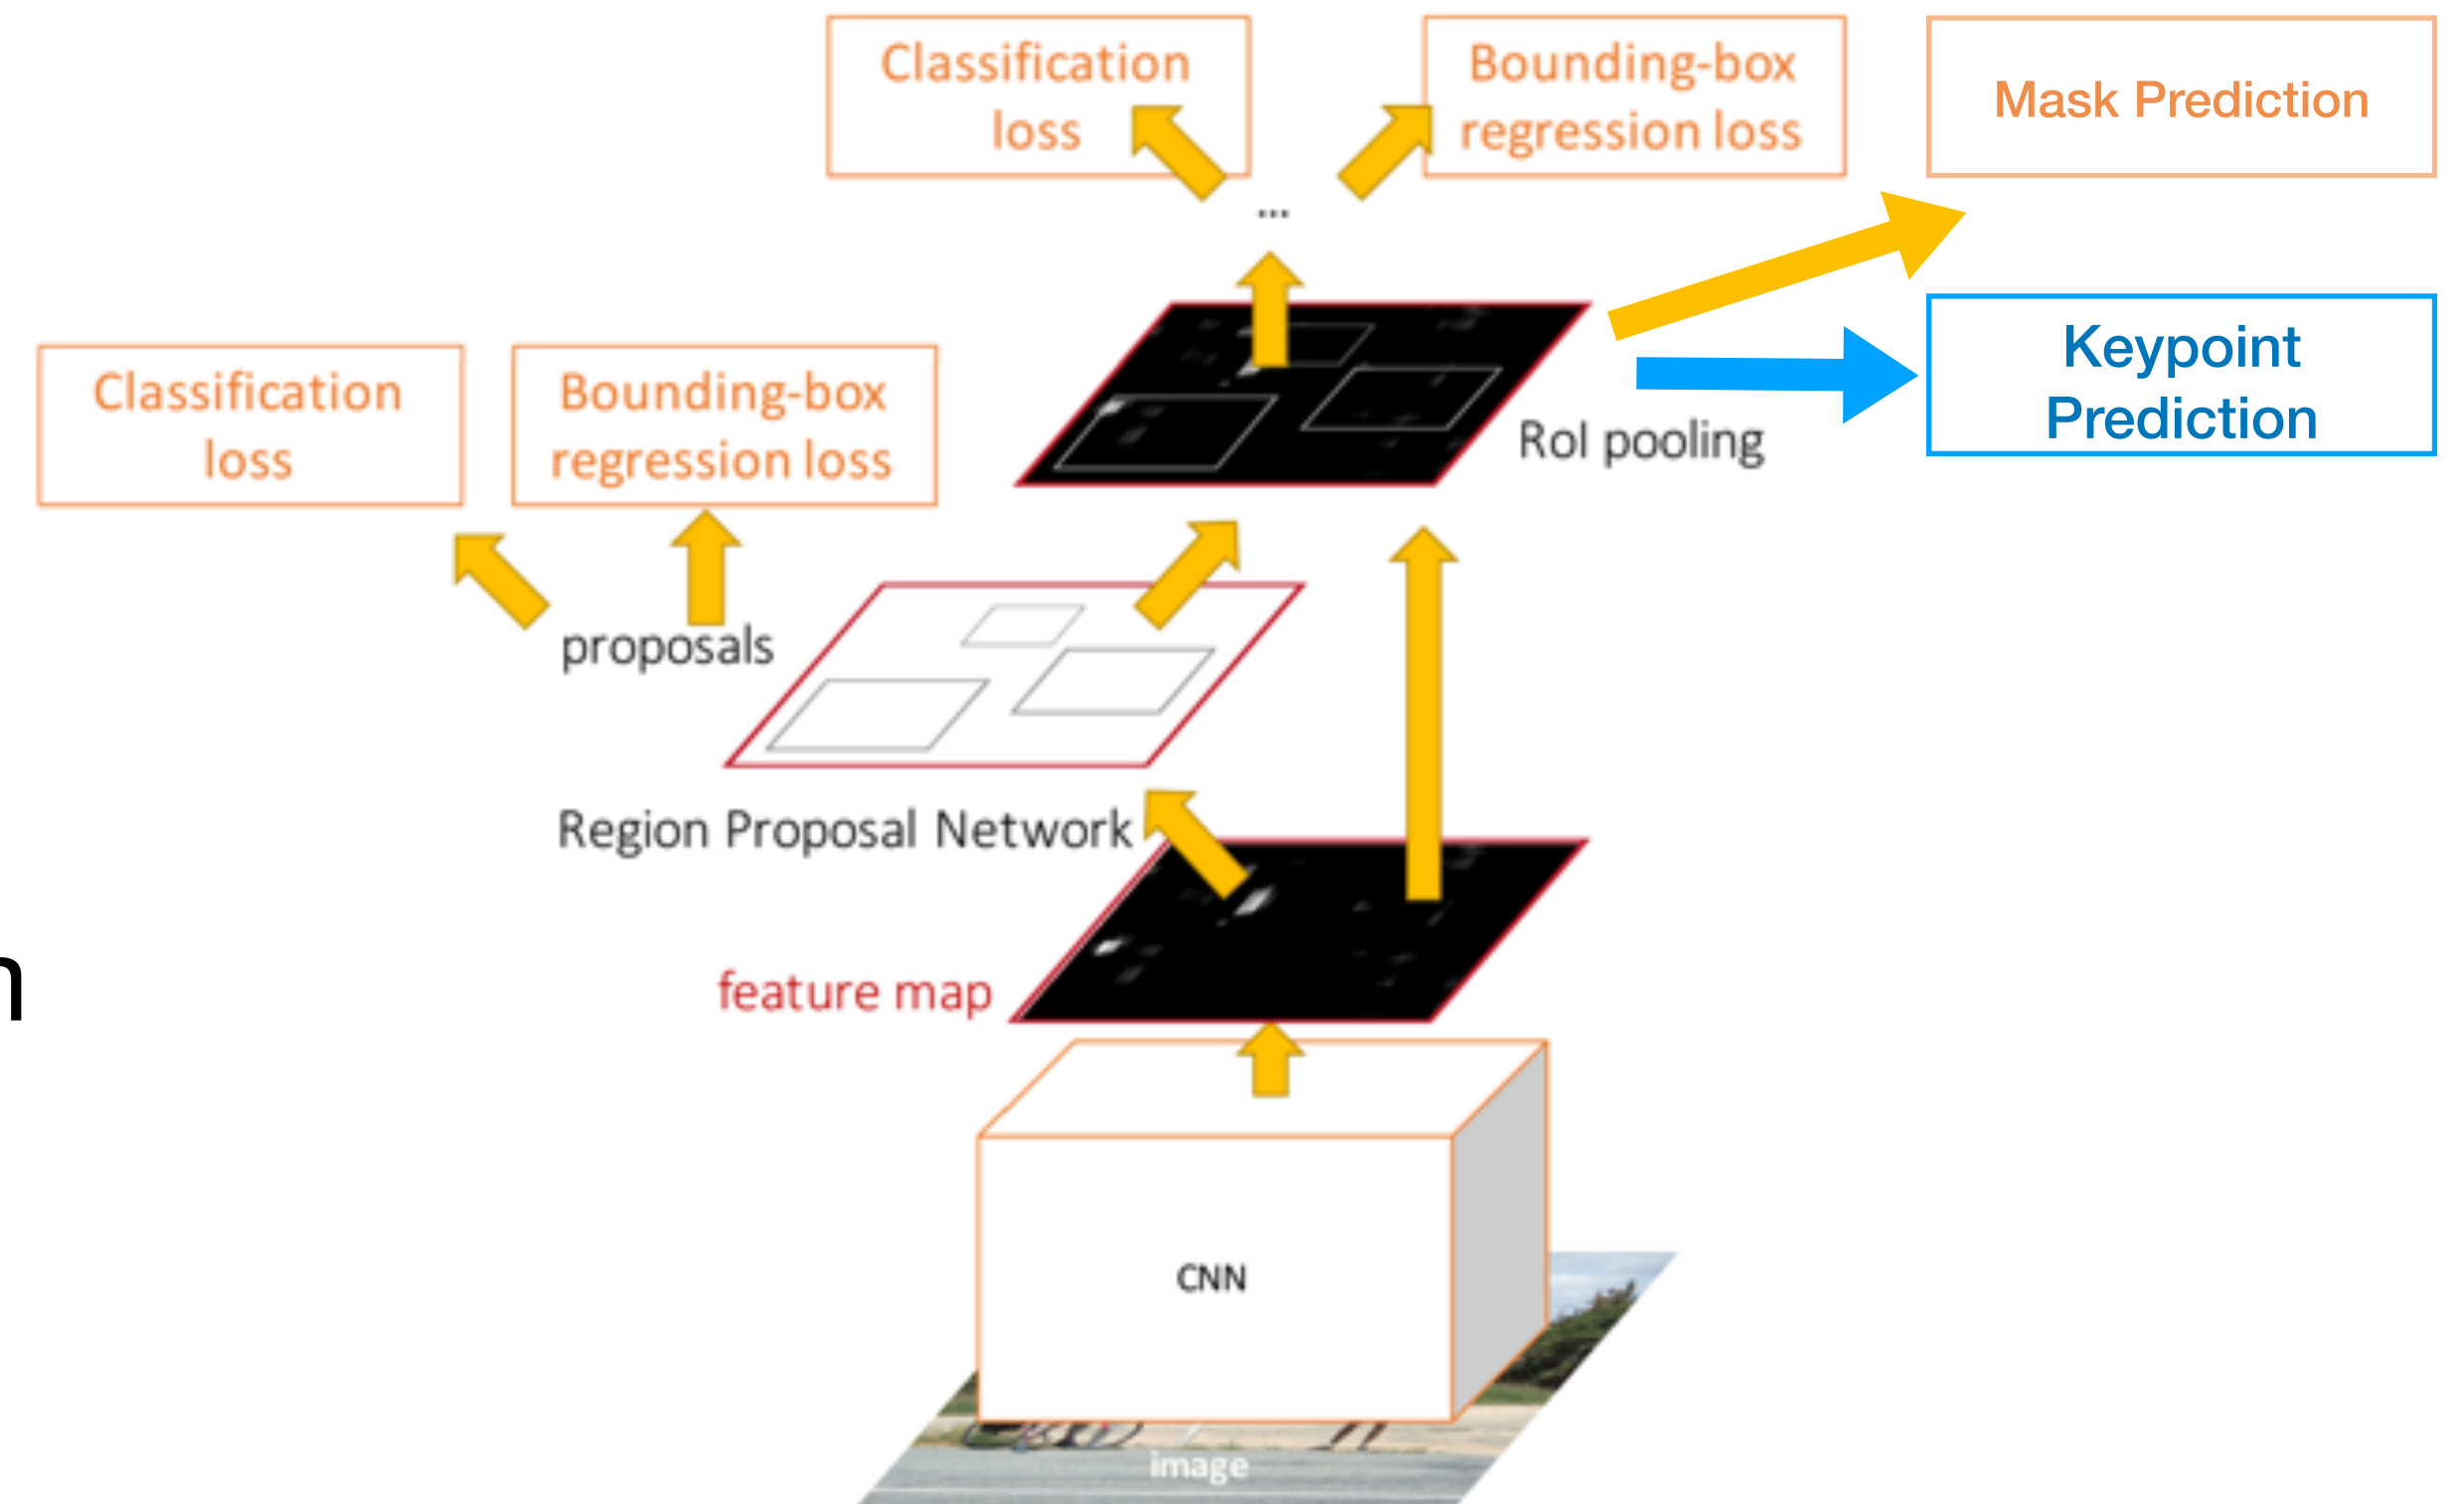 Classification
loss
Bounding-box
regression loss
Mask Prediction
...
Classification
loss
Bounding-box
regression loss
RoI pooling
Keypoint
Prediction
proposals
Region Proposal Network
feature map
n
CNN
image